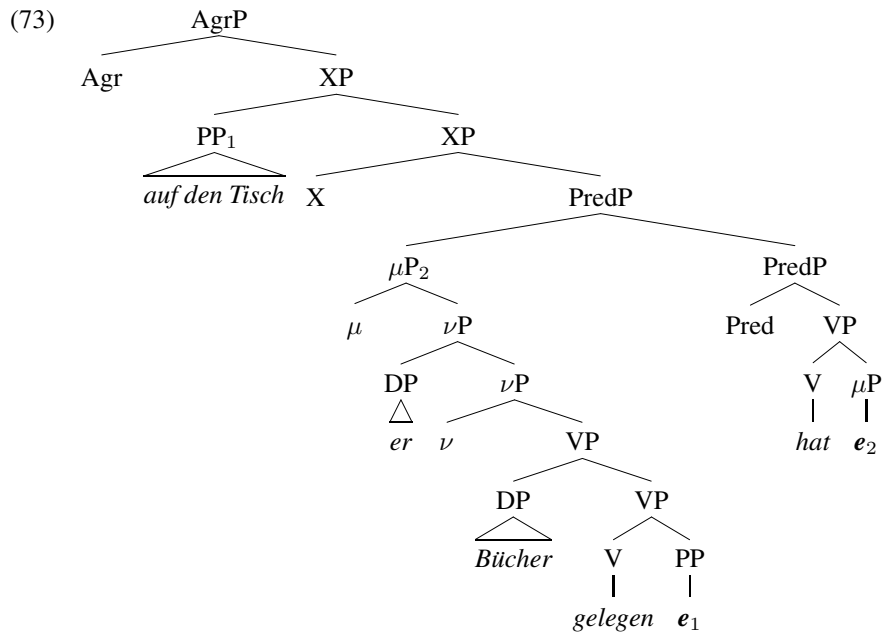 (73) AgrP
Agr XP
PP₁ XP
auf den Tisch X PredP
μP₂ PredP
μ νP Pred VP
DP νP V μP
er ν VP hat e₂
DP VP
Bücher V PP
gelegen e₁